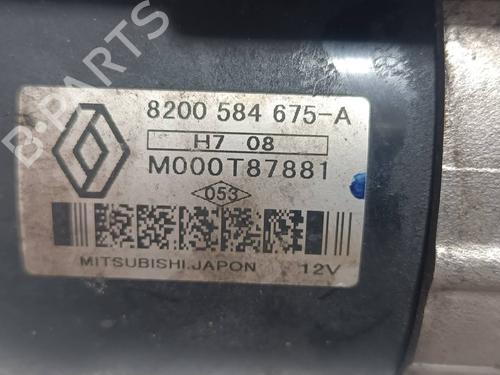 B-PARTS
8200 584 675-A
H7 08
M000T87881
053
MITSUBISHI.JAPON 12V